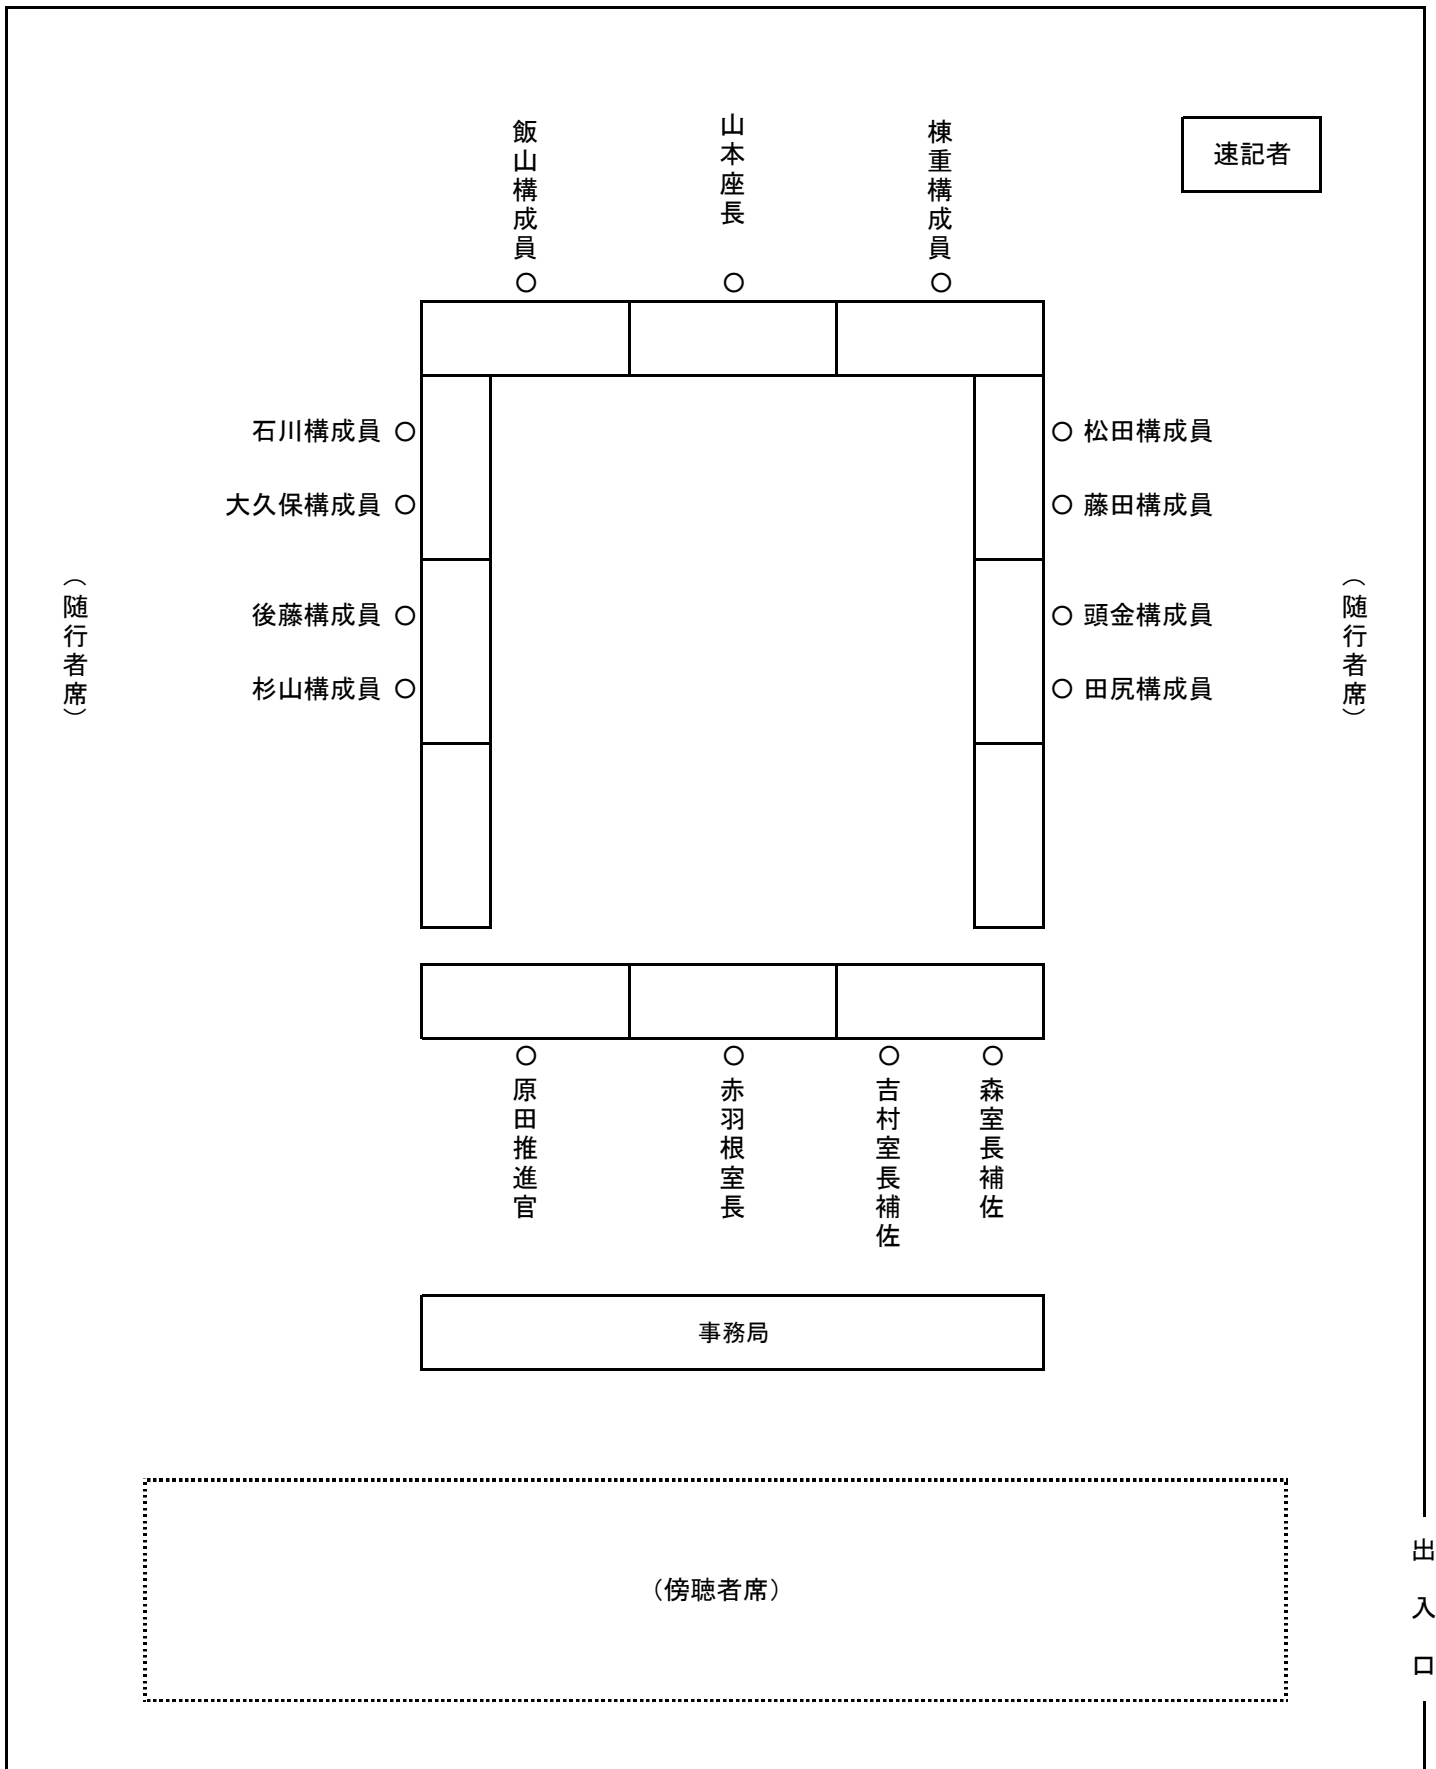 飯山構成員
山本座長
棟重構成員
速記者
石川構成員
松田構成員
大久保構成員
藤田構成員
（随行者席）
後藤構成員
頭金構成員
（随行者席）
杉山構成員
田尻構成員
原田推進官
赤羽根室長
吉村室長補佐
森室長補佐
事務局
（傍聴者席）
出入口